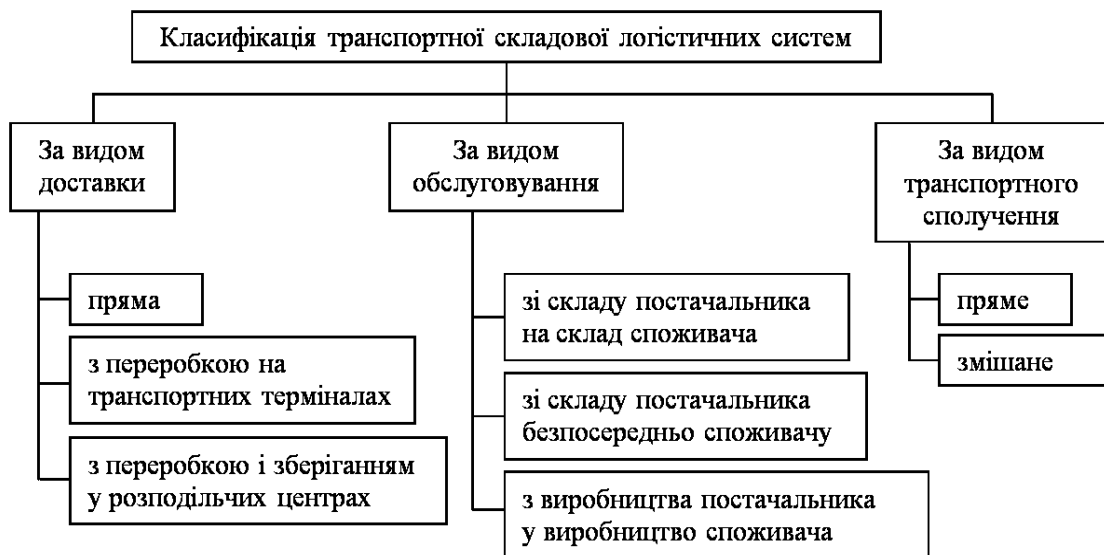 Класифікація транспортної складової логістичних систем
За видом
доставки
пряма
з переробкою на
транспортних терміналах
з переробкою і зберіганням
у розподільчих центрах
За видом
обслуговування
зі складу постачальника
на склад споживача
зі складу постачальника
безпосередньо споживачу
з виробництва постачальника
у виробництво споживача
За видом
транспортного
сполучення
пряме
змішане